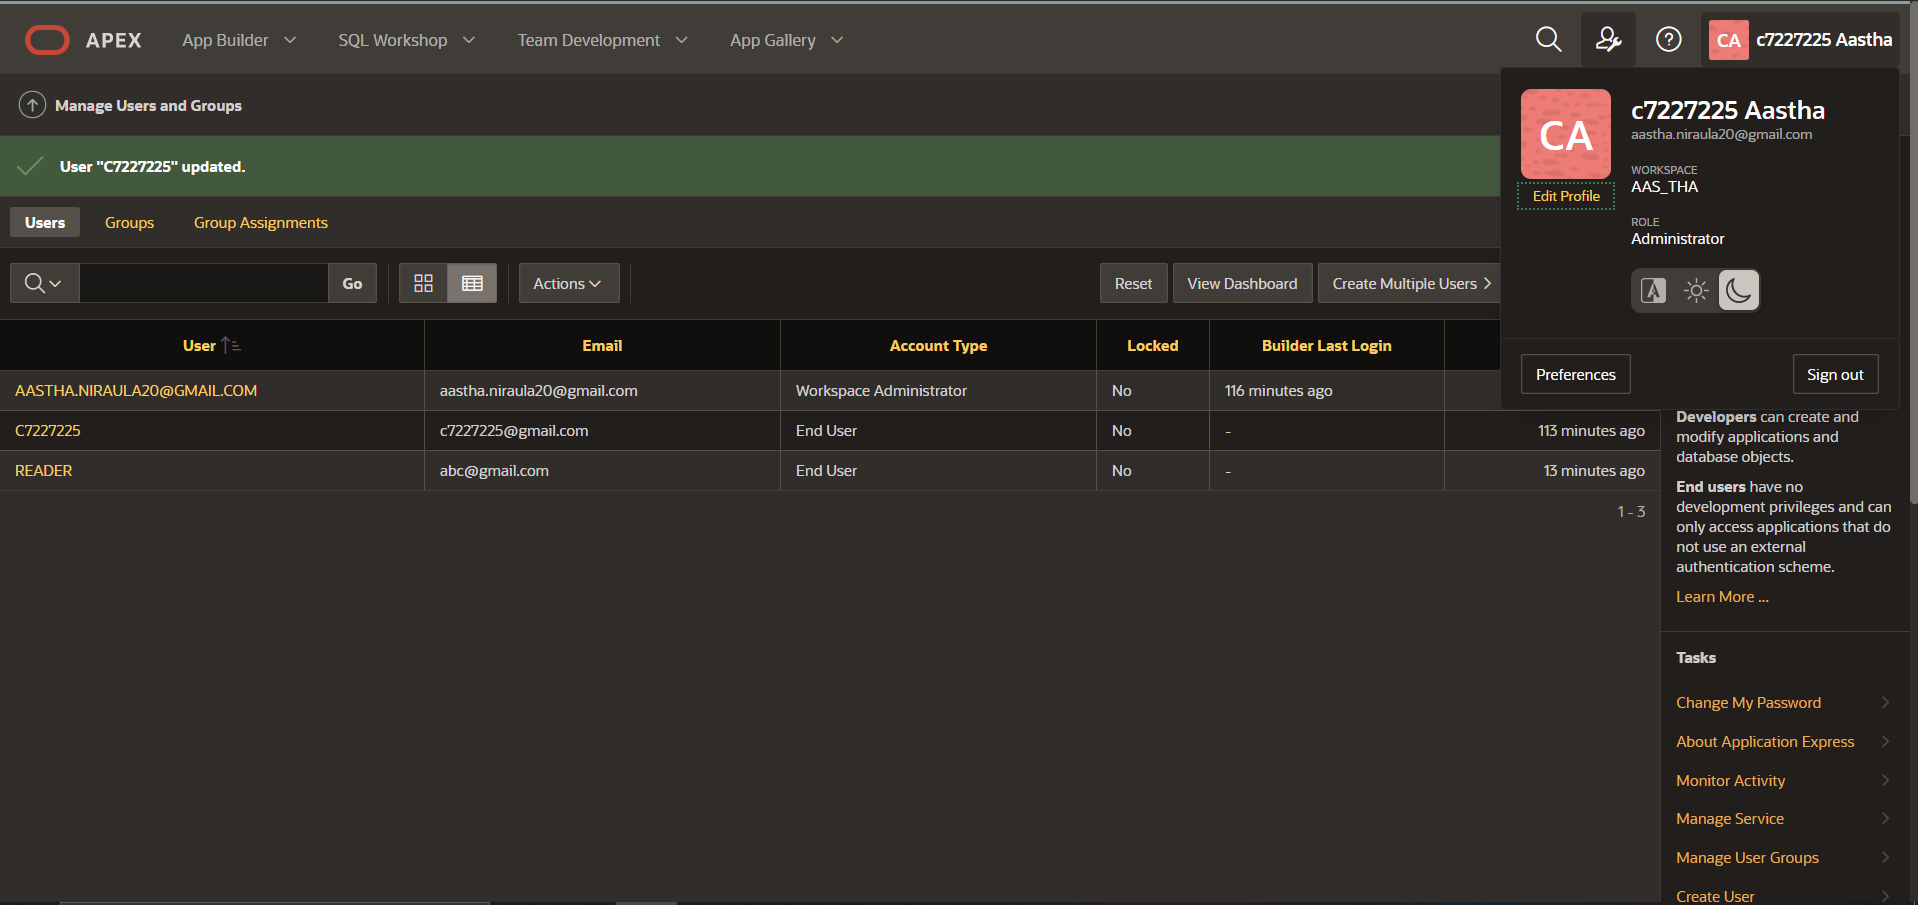 APEX App Builder SQL Workshop Team Development App Gallery CA c7227225 Aastha
Manage Users and Groups
User "C7227225" updated.
Users Groups Group Assignments
Go Actions Reset View Dashboard Create Multiple Users
CA
c7227225 Aastha
aastha.niraula20@gmail.com
Edit Profile
WORKSPACE
AAS_THA
ROLE
Administrator
A
Preferences Sign out
User Email Account Type Locked Builder Last Login
AASTHA.NIRAULA20@GMAIL.COM aastha.niraula20@gmail.com Workspace Administrator No 116 minutes ago
C7227225 c7227225@gmail.com End User No - 113 minutes ago
READER abc@gmail.com End User No - 13 minutes ago
1 - 3
Developers can create and
modify applications and
database objects.
End users have no
development privileges and can
only access applications that do
not use an external
authentication scheme.
Learn More ...
Tasks
Change My Password
About Application Express
Monitor Activity
Manage Service
Manage User Groups
Create User